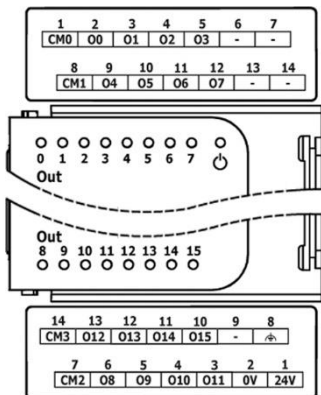 1 2 3 4 5 6 7
CM0 O0 O1 O2 O3 - -
8 9 10 11 12 13 14
CM1 O4 O5 O6 O7 - -
0 1 2 3 4 5 6 7
Out
Out
8 9 10 11 12 13 14 15
14 13 12 11 10 9 8
CM3 O12 O13 O14 O15 -
7 6 5 4 3 2 1
CM2 O8 O9 O10 O11 0V 24V